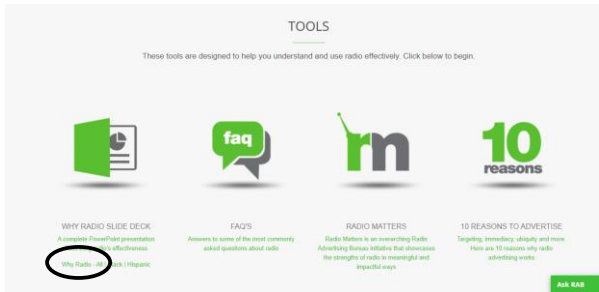 TOOLS
These tools are designed to help you understand and use radio effectively. Click below to begin.
faq
rm
10
reasons
WHY RADIO SLIDE DECK
A complete PowerPoint presentation
radio's effectiveness
Why Radio - All | Black | Hispanic
FAQ'S
Answers to some of the most commonly
asked questions about radio
RADIO MATTERS
Radio Matters is an overarching Radio
Advertising Bureau initiative that showcases
the strengths of radio in meaningful and
impactful ways
10 REASONS TO ADVERTISE
Targeting, immediacy, ubiquity and more
Here are 10 reasons why radio
advertising works
Ask RAB